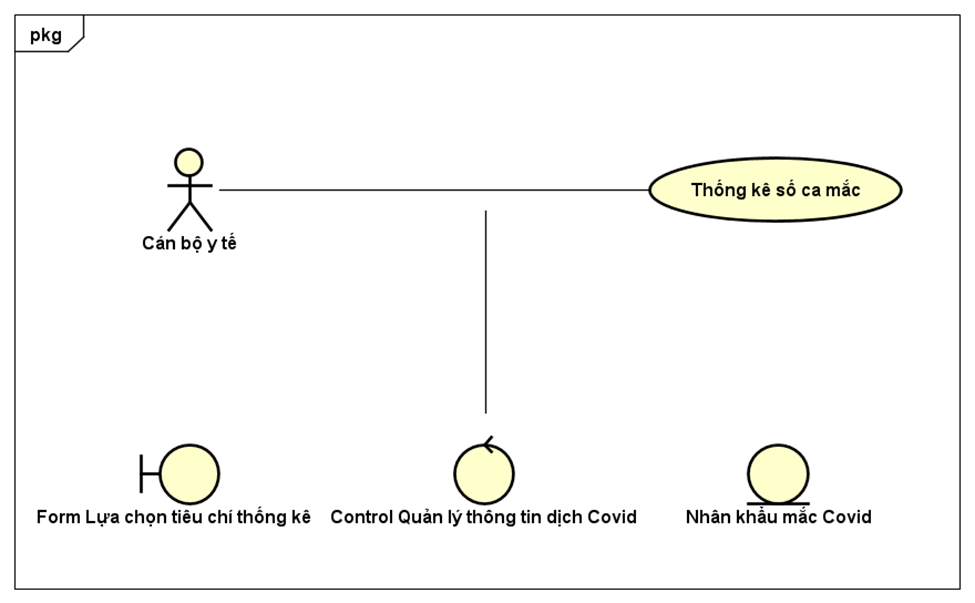 pkg
Thống kê số ca mắc
Cán bộ y tế
Form Lựa chọn tiêu chí thống kê
Control Quản lý thông tin dịch Covid
Nhân khẩu mắc Covid